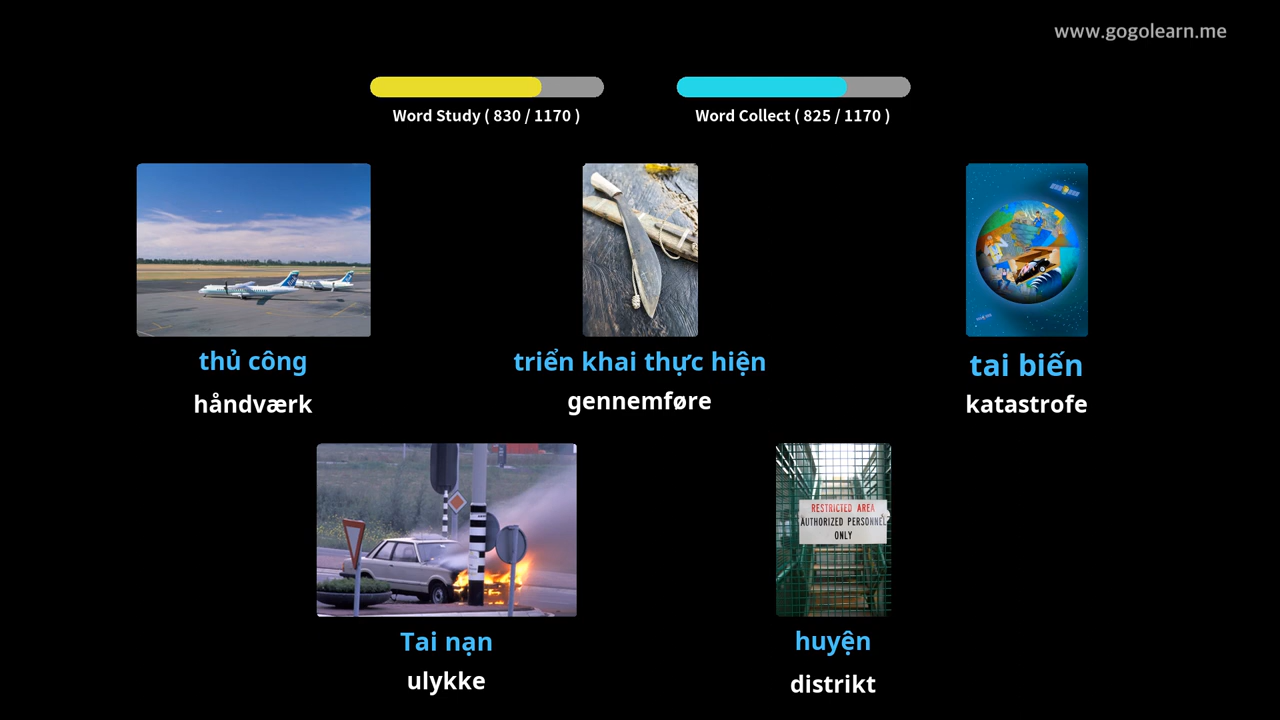 www.gogolearn.me
Word Study ( 830 / 1170 )
Word Collect ( 825 / 1170 )
thủ công
håndværk
triển khai thực hiện
gennemføre
tai biến
katastrofe
RESTRICTED AREA
AUTHORIZED PERSONNEL
ONLY
Tai nạn
ulykke
huyện
distrikt